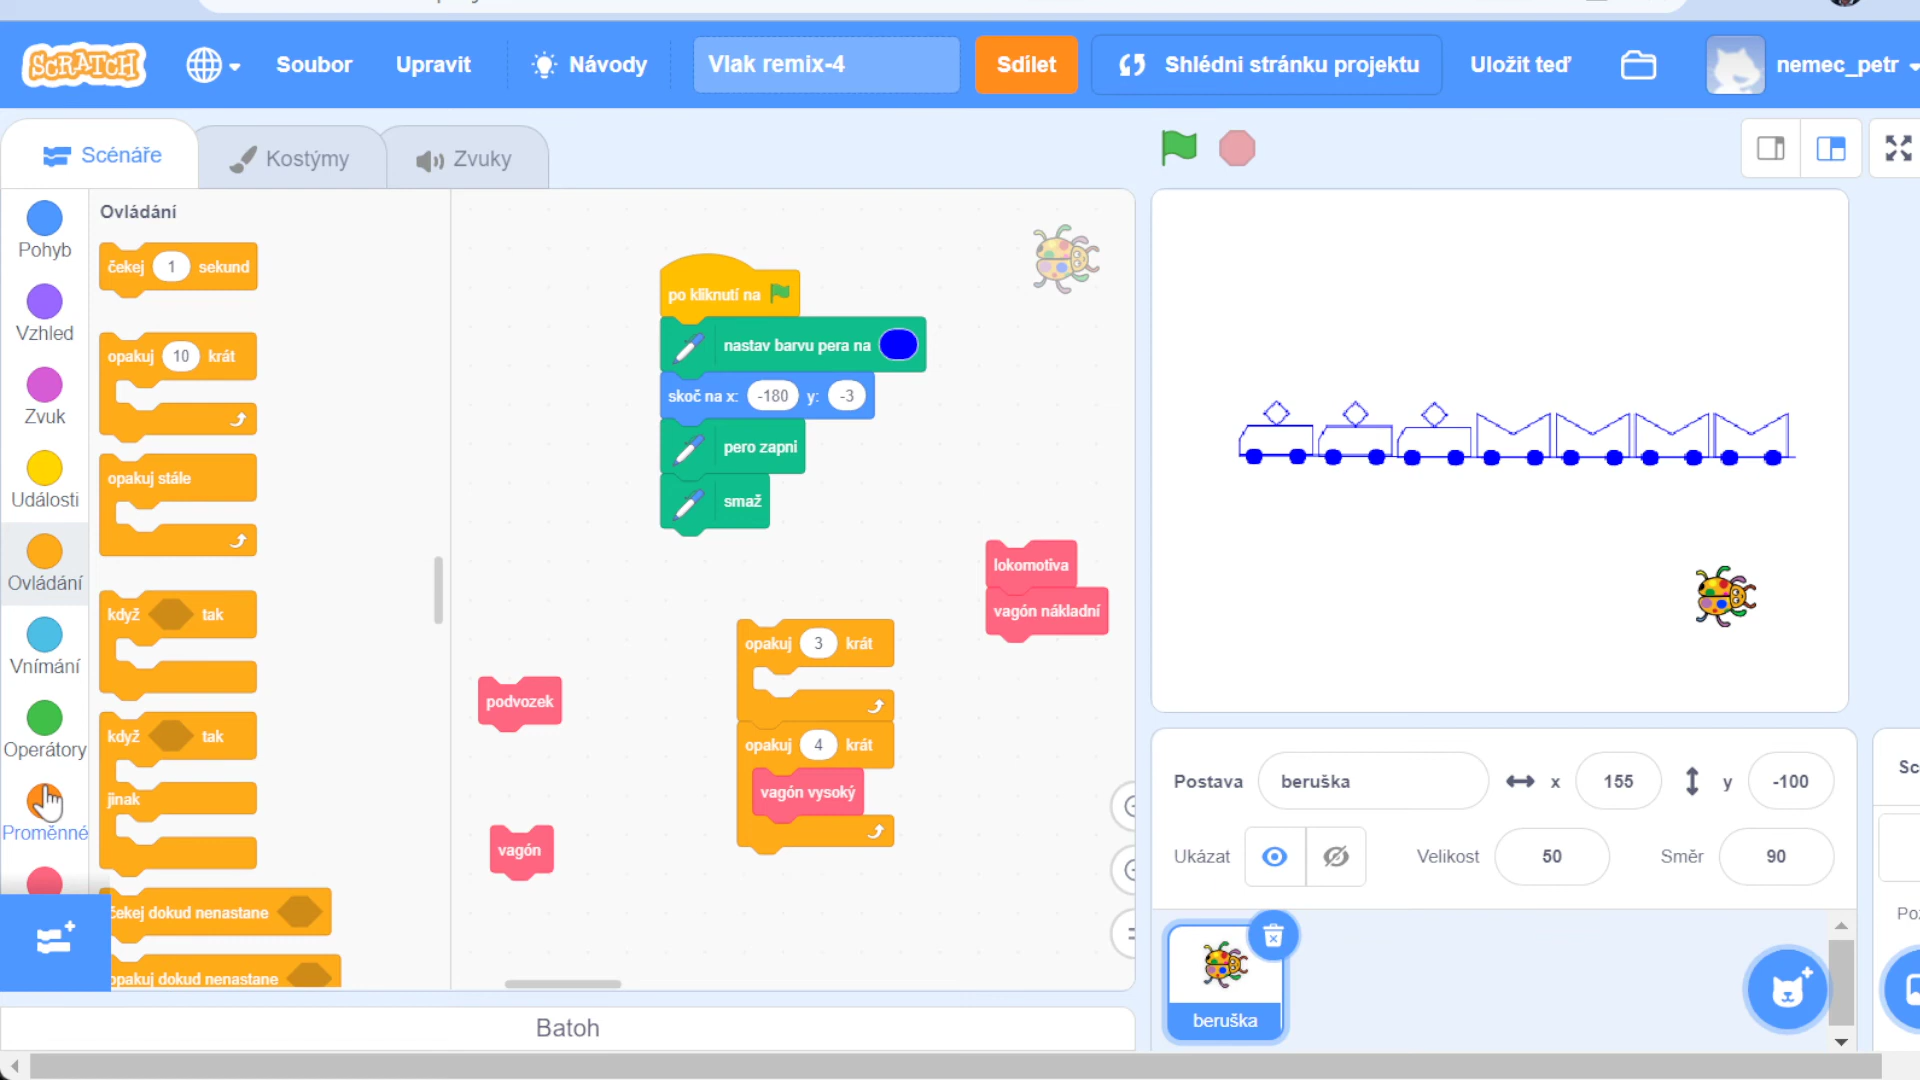 SCRATCH
Soubor
Upravit
Návody
Vlak remix-4
Sdílet
Shlédni stránku projektu
Uložit teď
nemec_petr
Scénáře
Kostýmy
Zvuky
Pohyb
Vzhled
Zvuk
Události
Ovládání
Vnímání
Operátory
Proměnné
Ovládání
čekej 1 sekund
opakuj 10 krát
opakuj stále
když tak
když tak
jinak
čekej dokud nenastane
opakuj dokud nenastane
po kliknutí na
nastav barvu pera na
skoč na x: -180 y: -3
pero zapni
smaž
lokomotiva
vagón nákladní
opakuj 3 krát
podvozek
opakuj 4 krát
vagón vysoký
vagón
Batoh
Postava beruška x 155 y -100
Ukázat Velikost 50 Směr 90
beruška